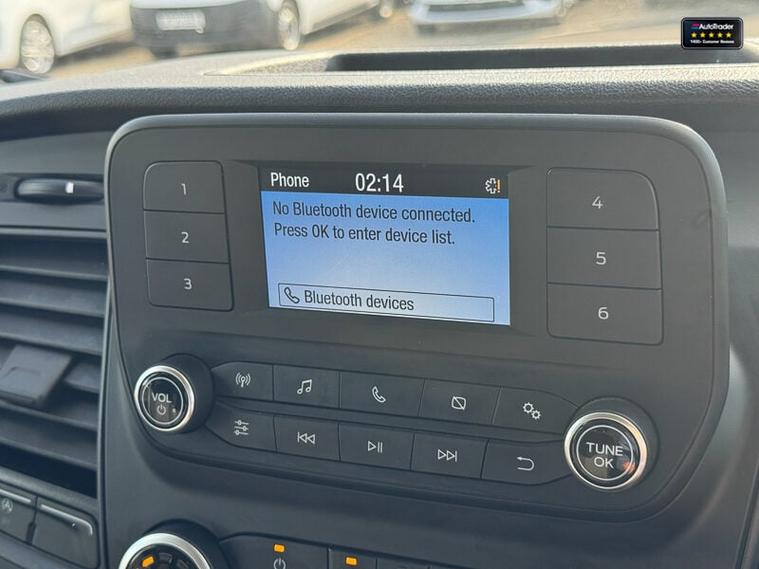 AutoTrader
Phone
02:14
No Bluetooth device connected.
Press OK to enter device list.
Bluetooth devices
1
2
3
4
5
6
VOL
TUNE
OK
A